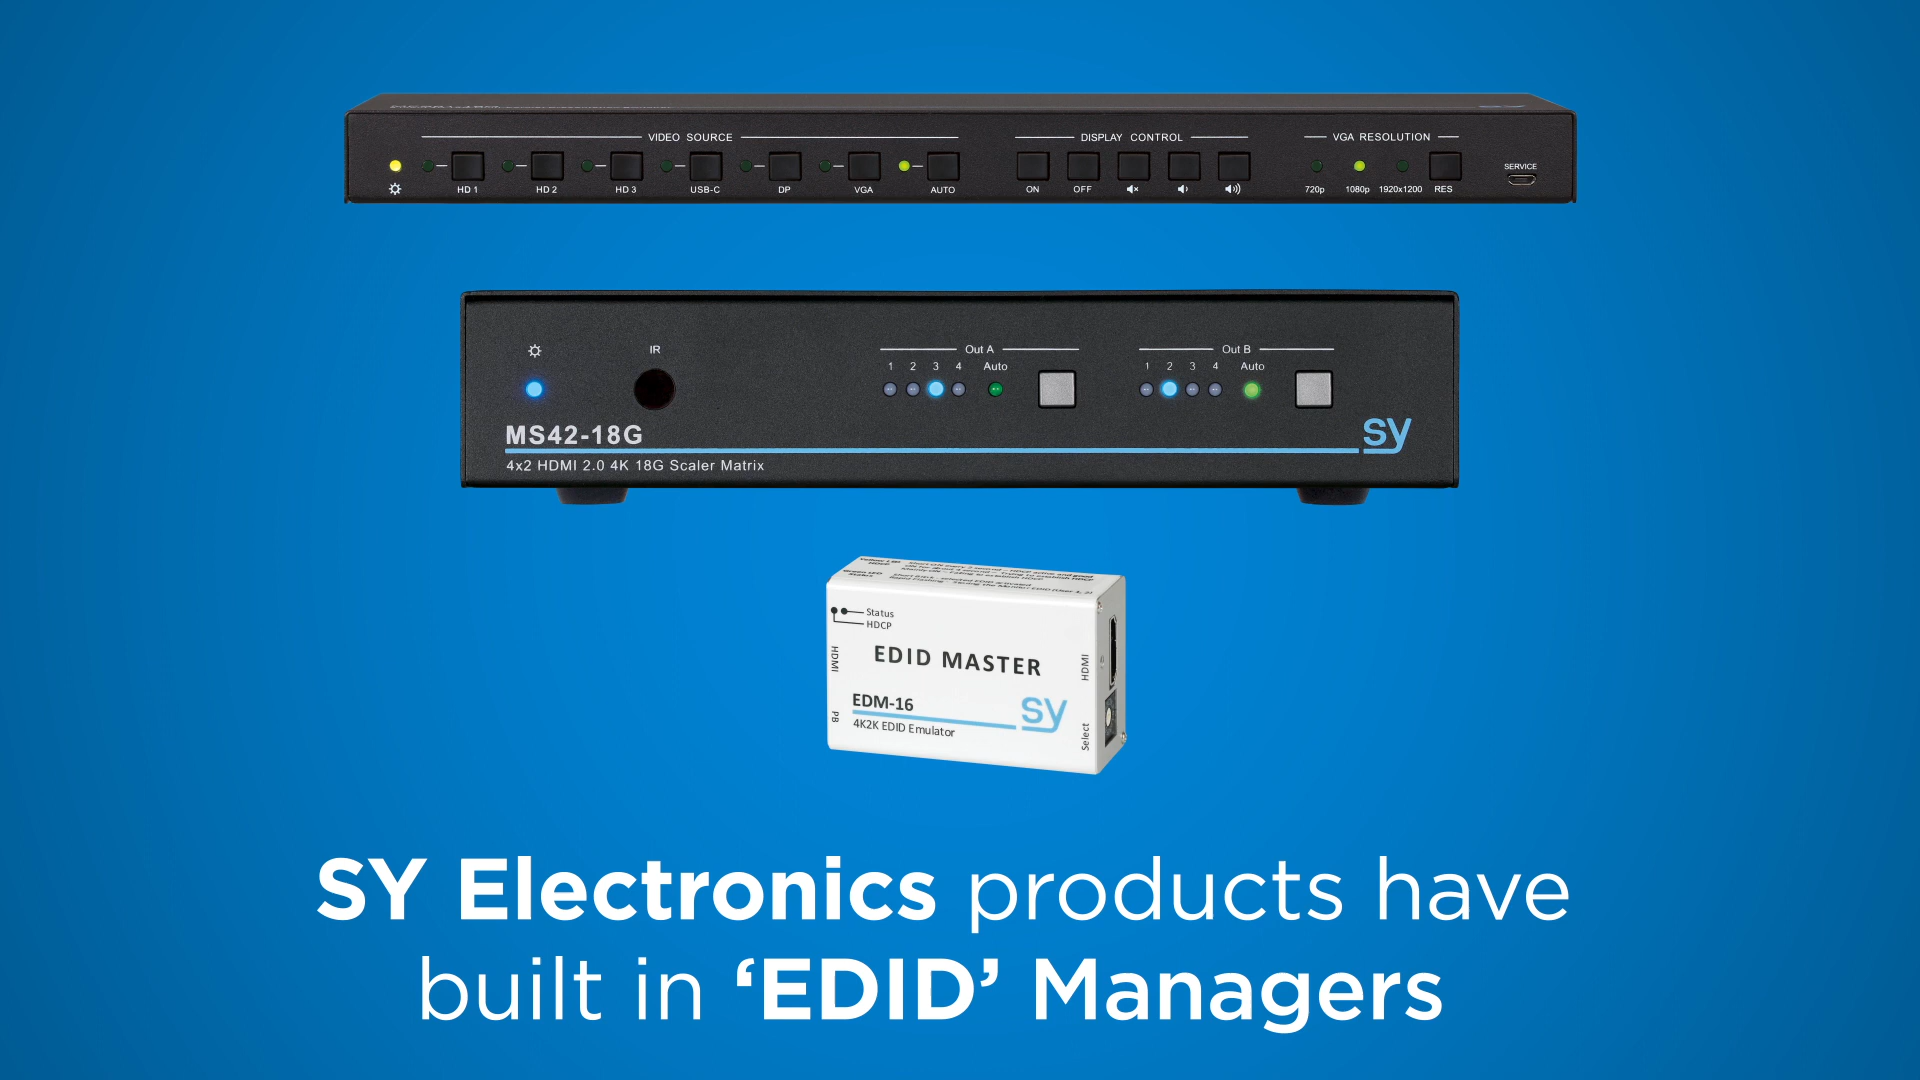 VIDEO SOURCE DISPLAY CONTROL VGA RESOLUTION
SERVICE
HD 1 HD 2 HD 3 USB-C DP VGA AUTO ON OFF 720p 1080p 1920x1200 RES
sy
IR Out A Out B
1 2 3 4 Auto 1 2 3 4 Auto
MS42-18G
sy
4x2 HDMI 2.0 4K 18G Scaler Matrix
Status
HDCP
HDMI
EDID MASTER
HDMI
EDM-16
sy
PB
4K2K EDID Emulator
Select
SY Electronics products have
built in ‘EDID’ Managers